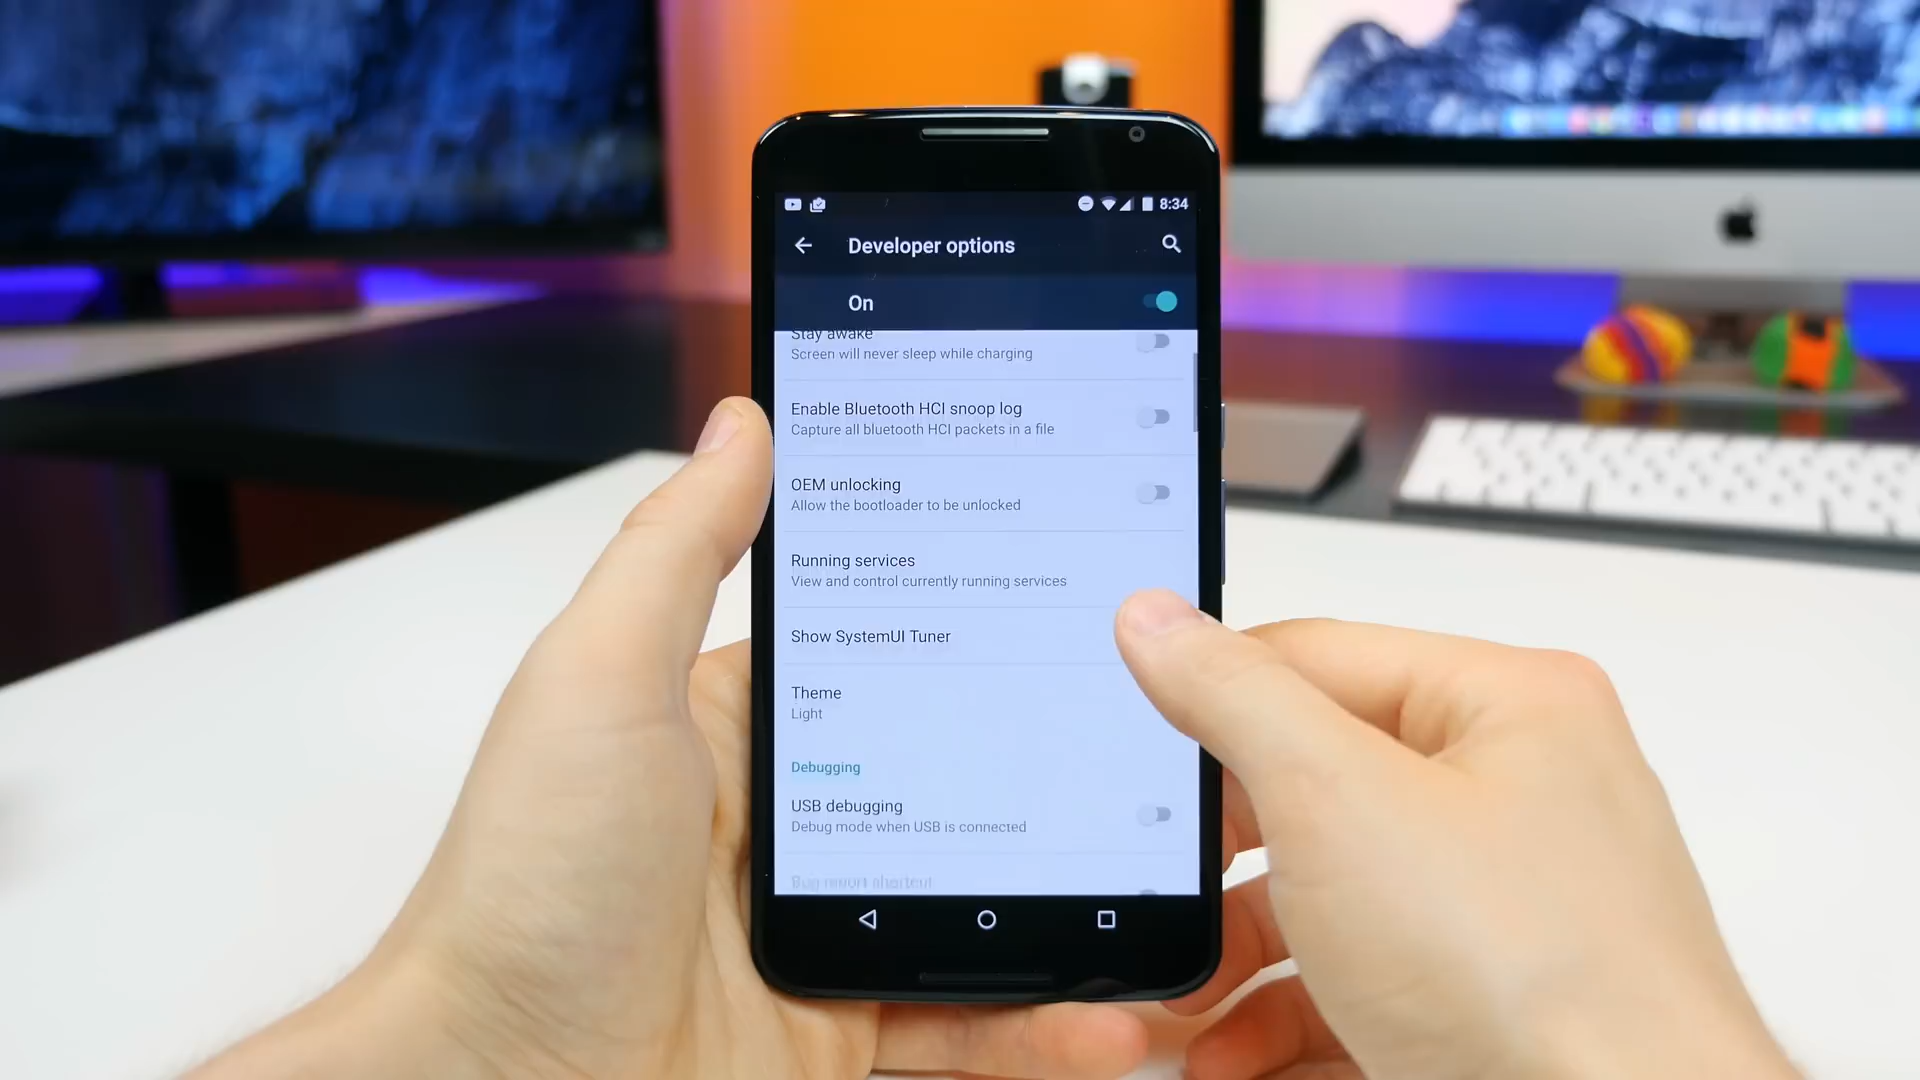 8:34
Developer options
On
Stay awake
Screen will never sleep while charging
Enable Bluetooth HCI snoop log
Capture all bluetooth HCI packets in a file
OEM unlocking
Allow the bootloader to be unlocked
Running services
View and control currently running services
Show SystemUI Tuner
Theme
Light
Debugging
USB debugging
Debug mode when USB is connected
Bug report shortcut